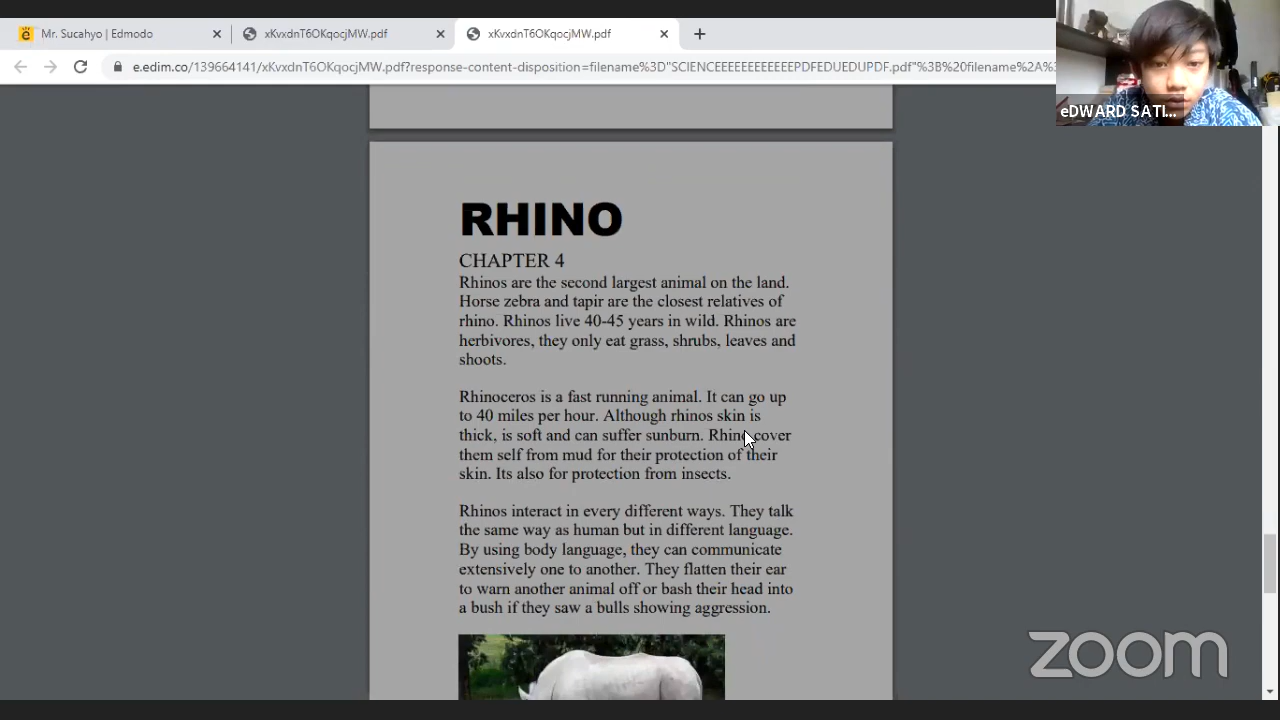 Mr. Sucahyo | Edmodo
xKvxdnT6OKqocjMW.pdf
xKvxdnT6OKqocjMW.pdf
e.edim.co/139664141/xKvxdnT6OKqocjMW.pdf?response-content-disposition=filename%3D"SCIENCEEEEEEEEEEEEPDFEDUEDUPDF.pdf"%3B%20filename%2A%3
eDWARD SATI...
RHINO
CHAPTER 4
Rhinos are the second largest animal on the land.
Horse zebra and tapir are the closest relatives of
rhino. Rhinos live 40-45 years in wild. Rhinos are
herbivores, they only eat grass, shrubs, leaves and
shoots.
Rhinoceros is a fast running animal. It can go up
to 40 miles per hour. Although rhinos skin is
thick, is soft and can suffer sunburn. Rhino cover
them self from mud for their protection of their
skin. Its also for protection from insects.
Rhinos interact in every different ways. They talk
the same way as human but in different language.
By using body language, they can communicate
extensively one to another. They flatten their ear
to warn another animal off or bash their head into
a bush if they saw a bulls showing aggression.
zoom